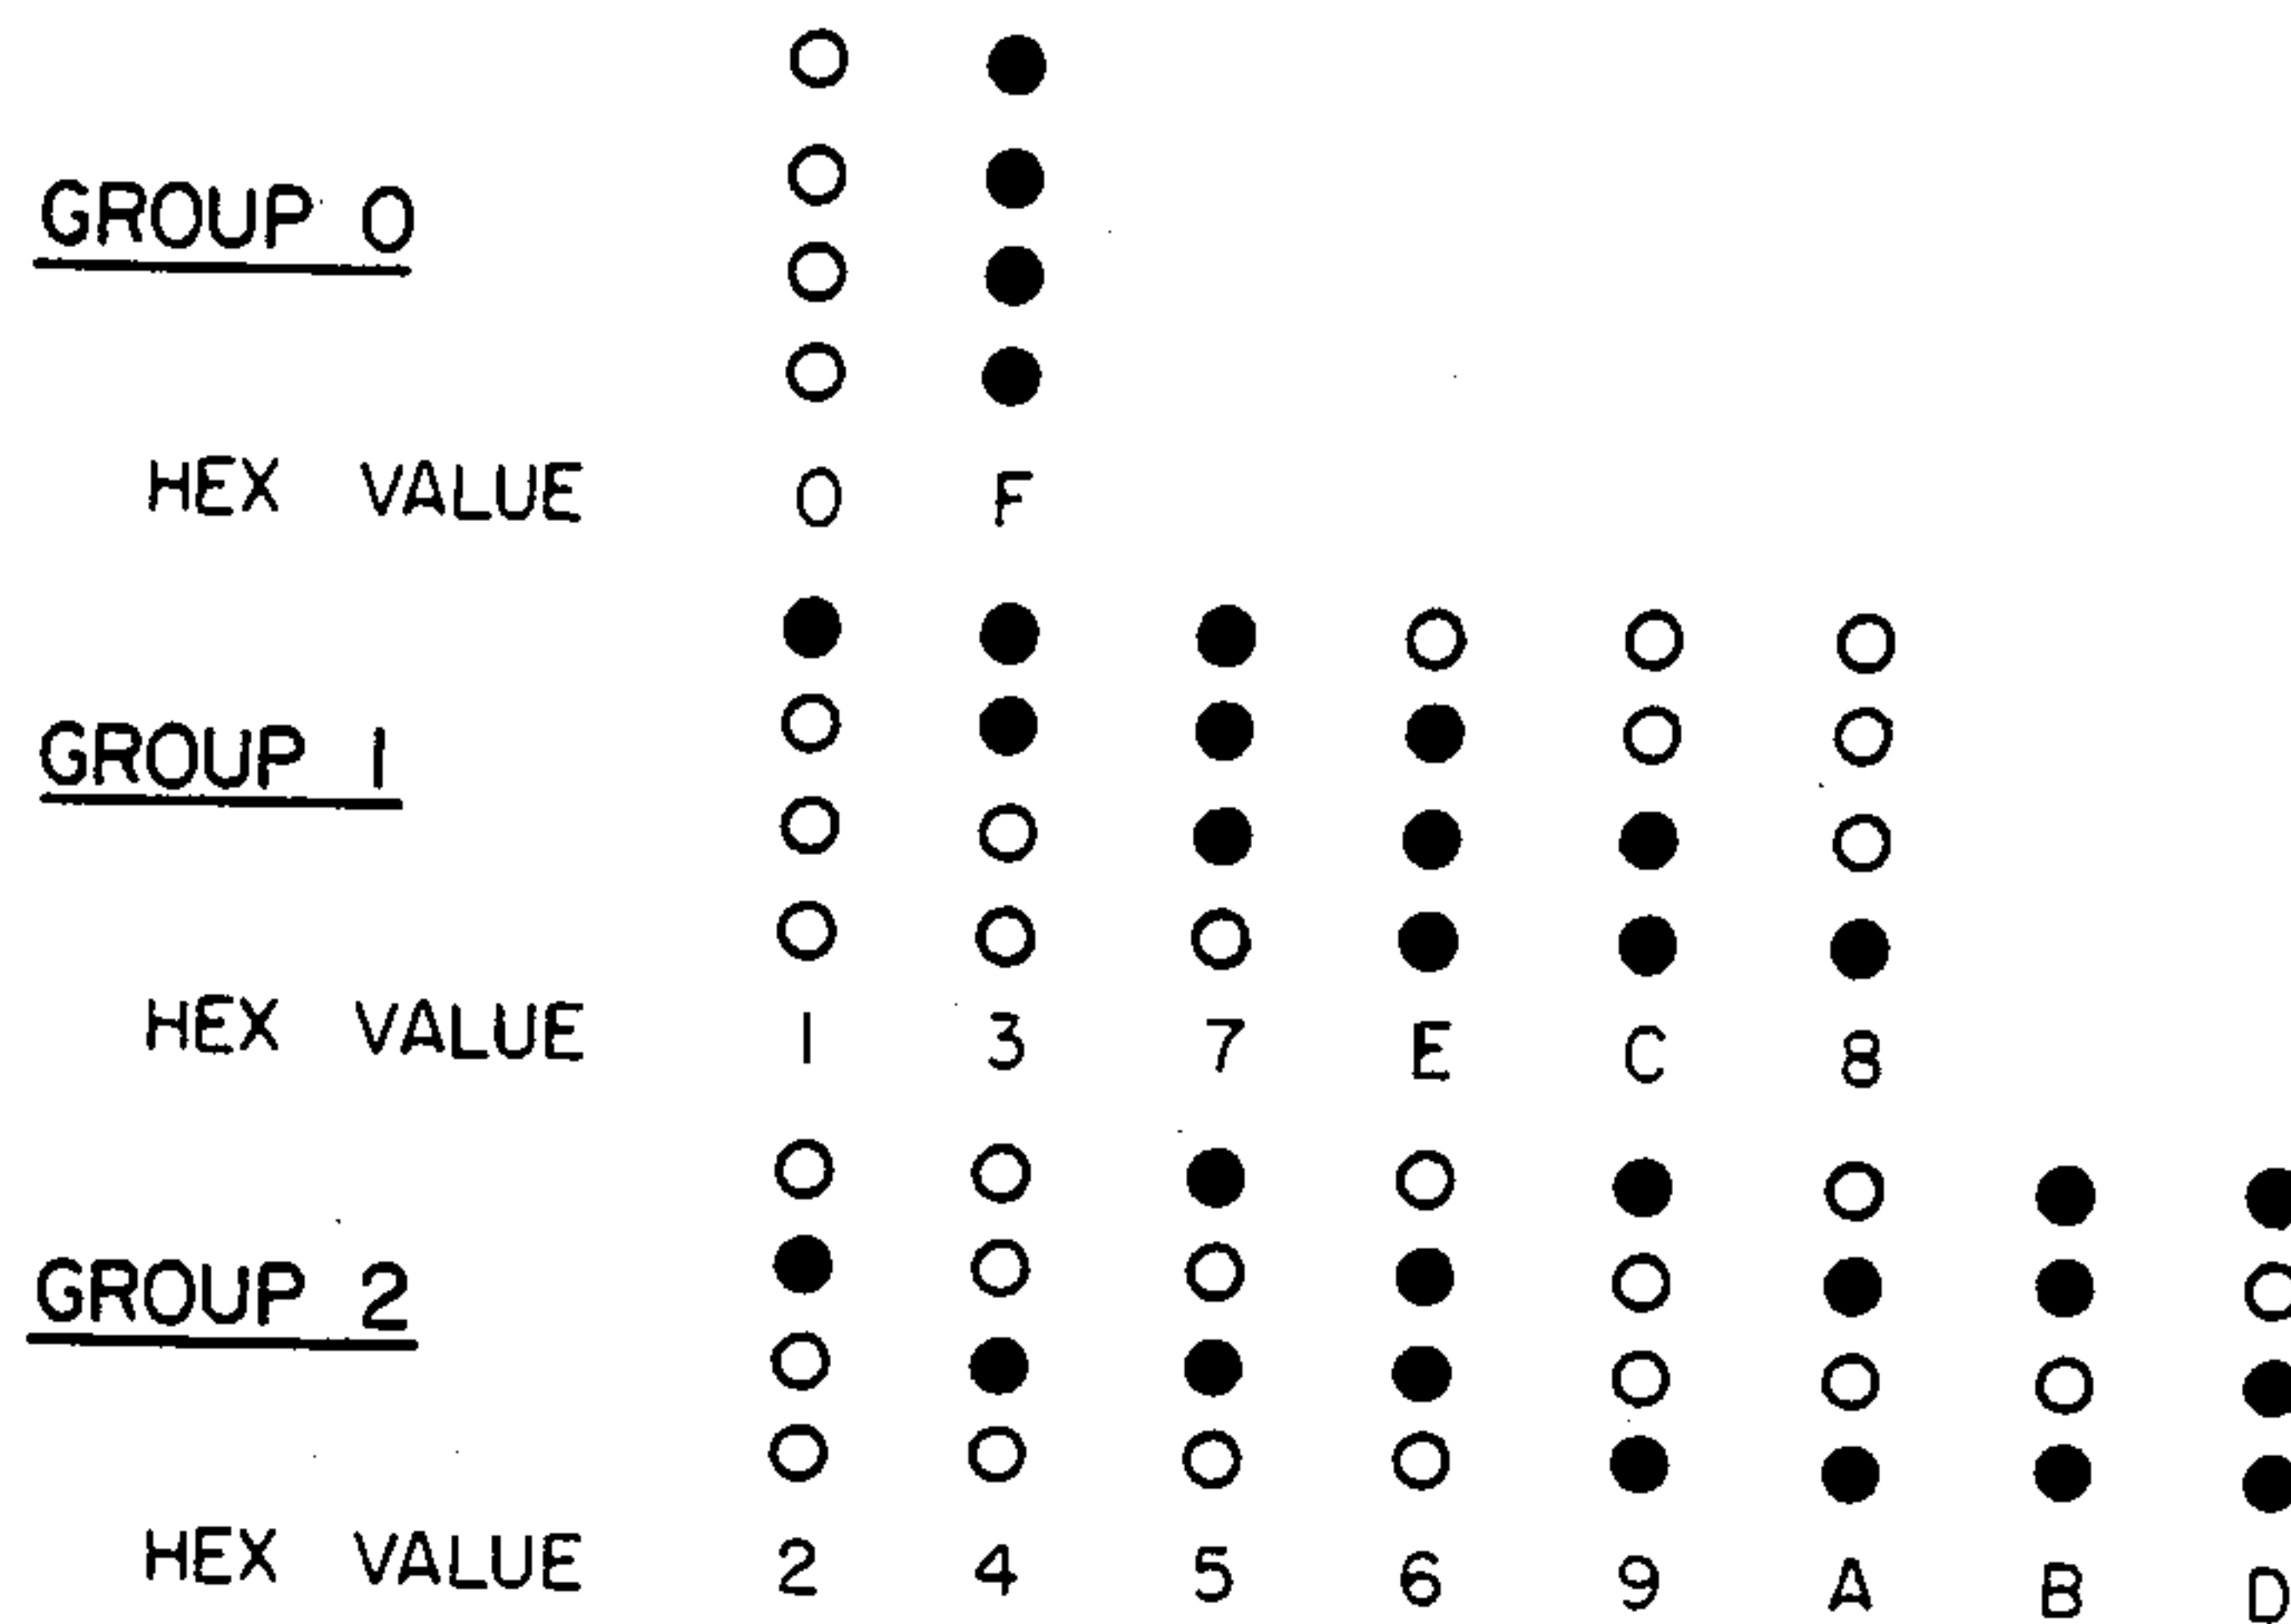 GROUP 0
HEX VALUE 0 F
GROUP 1
HEX VALUE 1 3 7 E C 8
GROUP 2
HEX VALUE 2 4 5 6 9 A B D